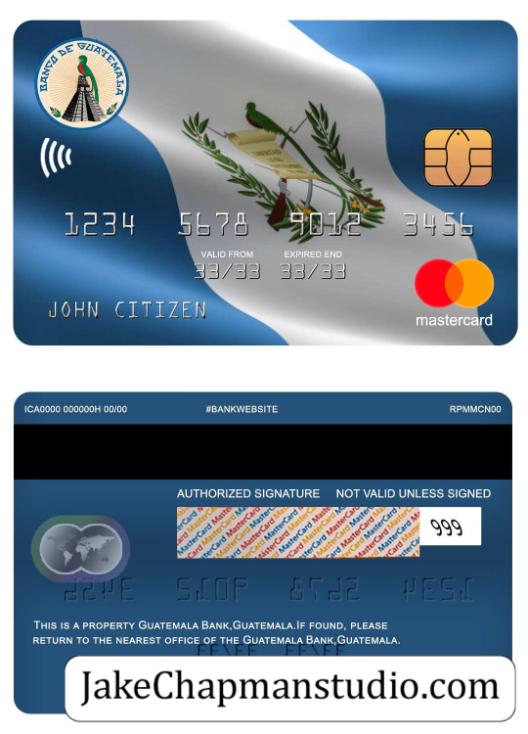 BANCO DE GUATEMALA
1234 5678 9012 3456
VALID FROM EXPIRED END
33/33 33/33
JOHN CITIZEN
mastercard
ICA0000 000000H 00/00 #BANKWEBSITE RPMMCN00
AUTHORIZED SIGNATURE NOT VALID UNLESS SIGNED
MasterCard
999
THIS IS A PROPERTY GUATEMALA BANK,GUATEMALA.IF FOUND, PLEASE
RETURN TO THE NEAREST OFFICE OF THE GUATEMALA BANK,GUATEMALA.
JakeChapmanstudio.com